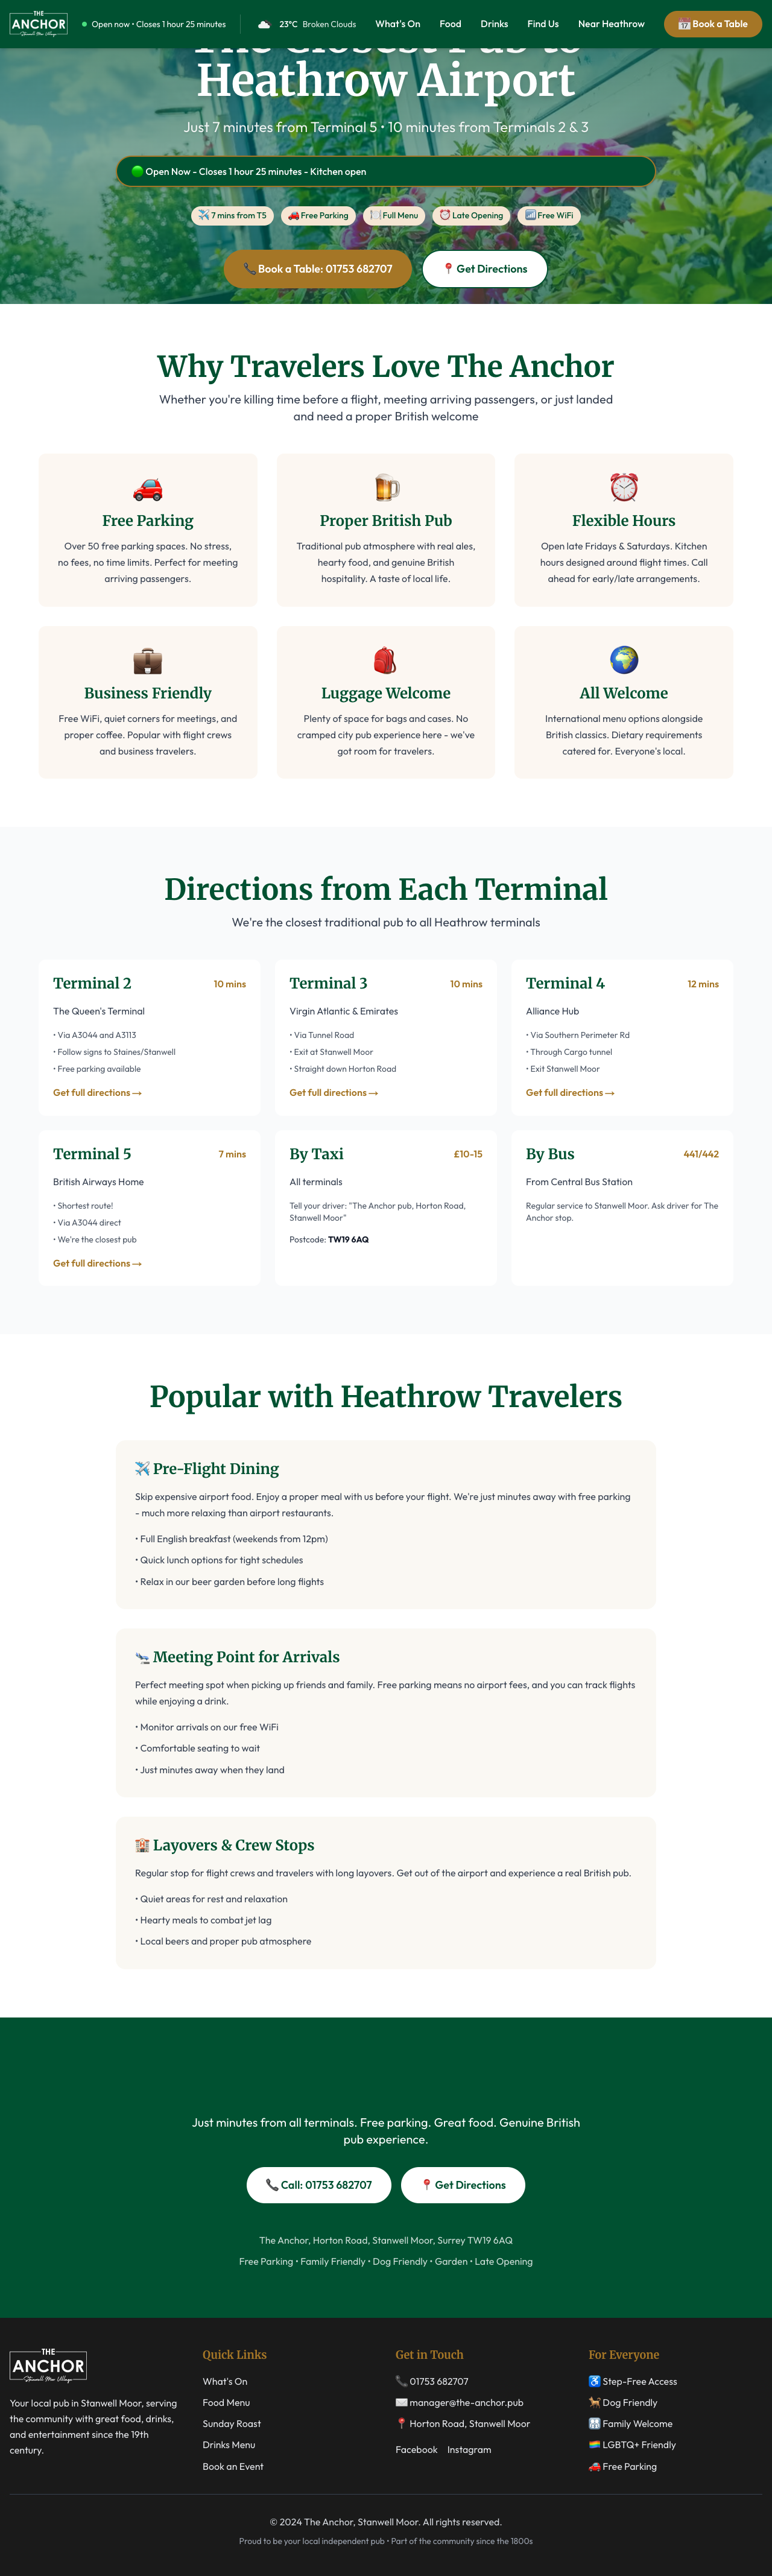 THE
ANCHOR
Stanwell Moor Village
Open now • Closes 1 hour 25 minutes
23°C Broken Clouds
What's On
Food
Drinks
Find Us
Near Heathrow
Book a Table
The Closest Pub to
Heathrow Airport
Just 7 minutes from Terminal 5 • 10 minutes from Terminals 2 & 3
Open Now - Closes 1 hour 25 minutes - Kitchen open
7 mins from T5
Free Parking
Full Menu
Late Opening
Free WiFi
Book a Table: 01753 682707
Get Directions
Why Travelers Love The Anchor
Whether you're killing time before a flight, meeting arriving passengers, or just landed
and need a proper British welcome
Free Parking
Over 50 free parking spaces. No stress,
no fees, no time limits. Perfect for meeting
arriving passengers.
Proper British Pub
Traditional pub atmosphere with real ales,
hearty food, and genuine British
hospitality. A taste of local life.
Flexible Hours
Open late Fridays & Saturdays. Kitchen
hours designed around flight times. Call
ahead for early/late arrangements.
Business Friendly
Free WiFi, quiet corners for meetings, and
proper coffee. Popular with flight crews
and business travelers.
Luggage Welcome
Plenty of space for bags and cases. No
cramped city pub experience here - we've
got room for travelers.
All Welcome
International menu options alongside
British classics. Dietary requirements
catered for. Everyone's local.
Directions from Each Terminal
We're the closest traditional pub to all Heathrow terminals
Terminal 2
10 mins
The Queen's Terminal
• Via A3044 and A3113
• Follow signs to Staines/Stanwell
• Free parking available
Get full directions →
Terminal 3
10 mins
Virgin Atlantic & Emirates
• Via Tunnel Road
• Exit at Stanwell Moor
• Straight down Horton Road
Get full directions →
Terminal 4
12 mins
Alliance Hub
• Via Southern Perimeter Rd
• Through Cargo tunnel
• Exit Stanwell Moor
Get full directions →
Terminal 5
7 mins
British Airways Home
• Shortest route!
• Via A3044 direct
• We're the closest pub
Get full directions →
By Taxi
£10-15
All terminals
Tell your driver: "The Anchor pub, Horton Road,
Stanwell Moor"
Postcode: TW19 6AQ
By Bus
441/442
From Central Bus Station
Regular service to Stanwell Moor. Ask driver for The
Anchor stop.
Popular with Heathrow Travelers
Pre-Flight Dining
Skip expensive airport food. Enjoy a proper meal with us before your flight. We're just minutes away with free parking
- much more relaxing than airport restaurants.
• Full English breakfast (weekends from 12pm)
• Quick lunch options for tight schedules
• Relax in our beer garden before long flights
Meeting Point for Arrivals
Perfect meeting spot when picking up friends and family. Free parking means no airport fees, and you can track flights
while enjoying a drink.
• Monitor arrivals on our free WiFi
• Comfortable seating to wait
• Just minutes away when they land
Layovers & Crew Stops
Regular stop for flight crews and travelers with long layovers. Get out of the airport and experience a real British pub.
• Quiet areas for rest and relaxation
• Hearty meals to combat jet lag
• Local beers and proper pub atmosphere
Just minutes from all terminals. Free parking. Great food. Genuine British
pub experience.
Call: 01753 682707
Get Directions
The Anchor, Horton Road, Stanwell Moor, Surrey TW19 6AQ
Free Parking • Family Friendly • Dog Friendly • Garden • Late Opening
THE
ANCHOR
Stanwell Moor Village
Your local pub in Stanwell Moor, serving
the community with great food, drinks,
and entertainment since the 19th
century.
Quick Links
What's On
Food Menu
Sunday Roast
Drinks Menu
Book an Event
Get in Touch
01753 682707
manager@the-anchor.pub
Horton Road, Stanwell Moor
Facebook
Instagram
For Everyone
Step-Free Access
Dog Friendly
Family Welcome
LGBTQ+ Friendly
Free Parking
© 2024 The Anchor, Stanwell Moor. All rights reserved.
Proud to be your local independent pub • Part of the community since the 1800s